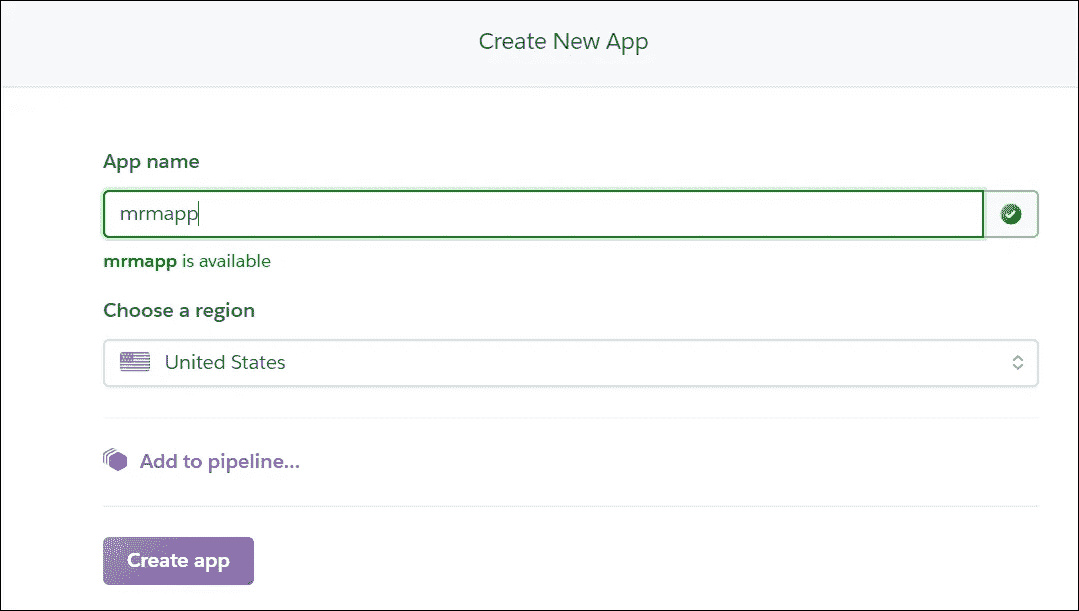 Create New App
App name
mrmapp
mrmapp is available
Choose a region
United States
Add to pipeline...
Create app